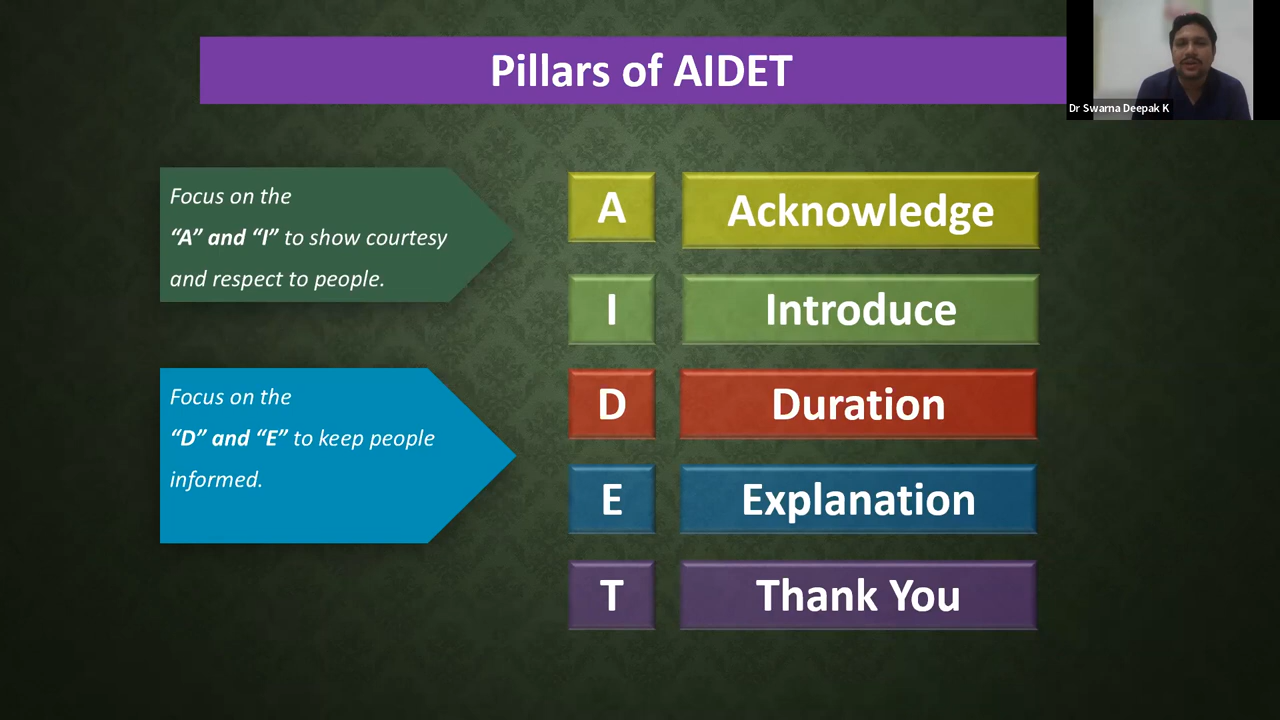 Pillars of AIDET
Dr Swarna Deepak K
Focus on the
“A” and “I” to show courtesy
and respect to people.
A Acknowledge
I Introduce
Focus on the
“D” and “E” to keep people
informed.
D Duration
E Explanation
T Thank You